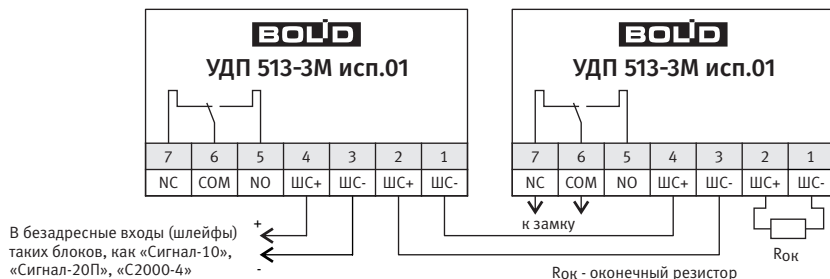 BOLID BOLID
УДП 513-3М исп.01 УДП 513-3М исп.01
7 6 5 4 3 2 1 7 6 5 4 3 2 1
NC COM NO ШС+ ШС- ШС+ ШС- NC COM NO ШС+ ШС- ШС+ ШС-
к замку
В безадресные входы (шлейфы) +
таких блоков, как «Сигнал-10»,
«Сигнал-20П», «С2000-4» -
Rок
Rок - оконечный резистор